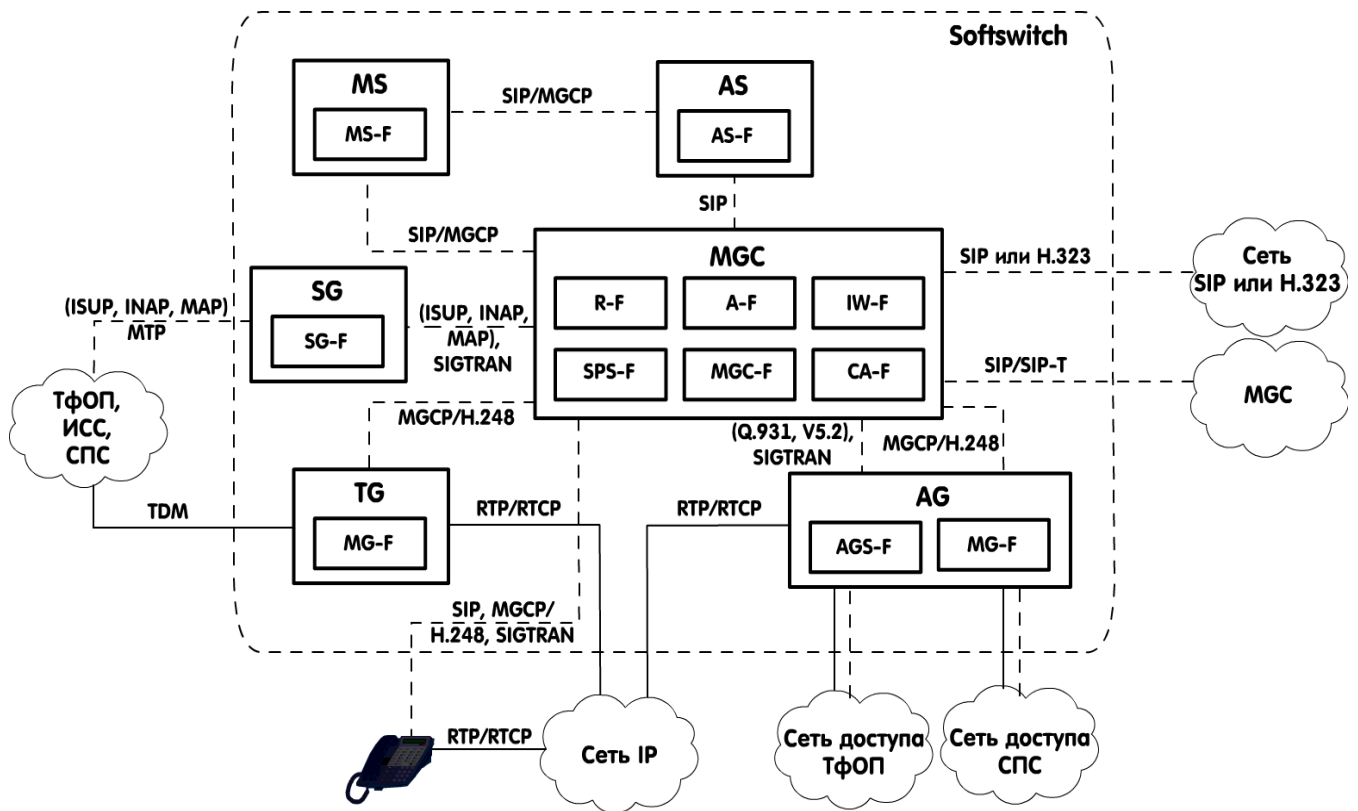 Softswitch
MS
MS-F
SIP/MGCP
AS
AS-F
SIP
SIP/MGCP
MGC
R-F
A-F
IW-F
SPS-F
MGC-F
CA-F
SIP или H.323
Сеть
SIP или H.323
SIP/SIP-T
MGC
SG
SG-F
(ISUP, INAP, MAP)
MTP
(ISUP, INAP,
MAP),
SIGTRAN
ТфОП,
ИСС,
СПС
MGCP/H.248
(Q.931, V5.2),
SIGTRAN
MGCP/H.248
TDM
TG
MG-F
RTP/RTCP
RTP/RTCP
AG
AGS-F
MG-F
SIP, MGCP/
H.248, SIGTRAN
RTP/RTCP
Сеть IP
Сеть доступа
ТфОП
Сеть доступа
СПС